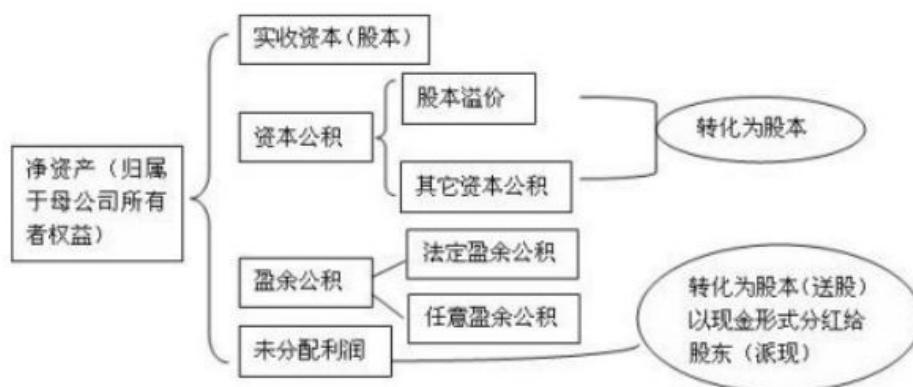 实收资本(股本)
股本溢价
资本公积
转化为股本
净资产（归属
于母公司所有
者权益）
其它资本公积
法定盈余公积
盈余公积
任意盈余公积
未分配利润
转化为股本(送股)
以现金形式分红给
股东（派现）